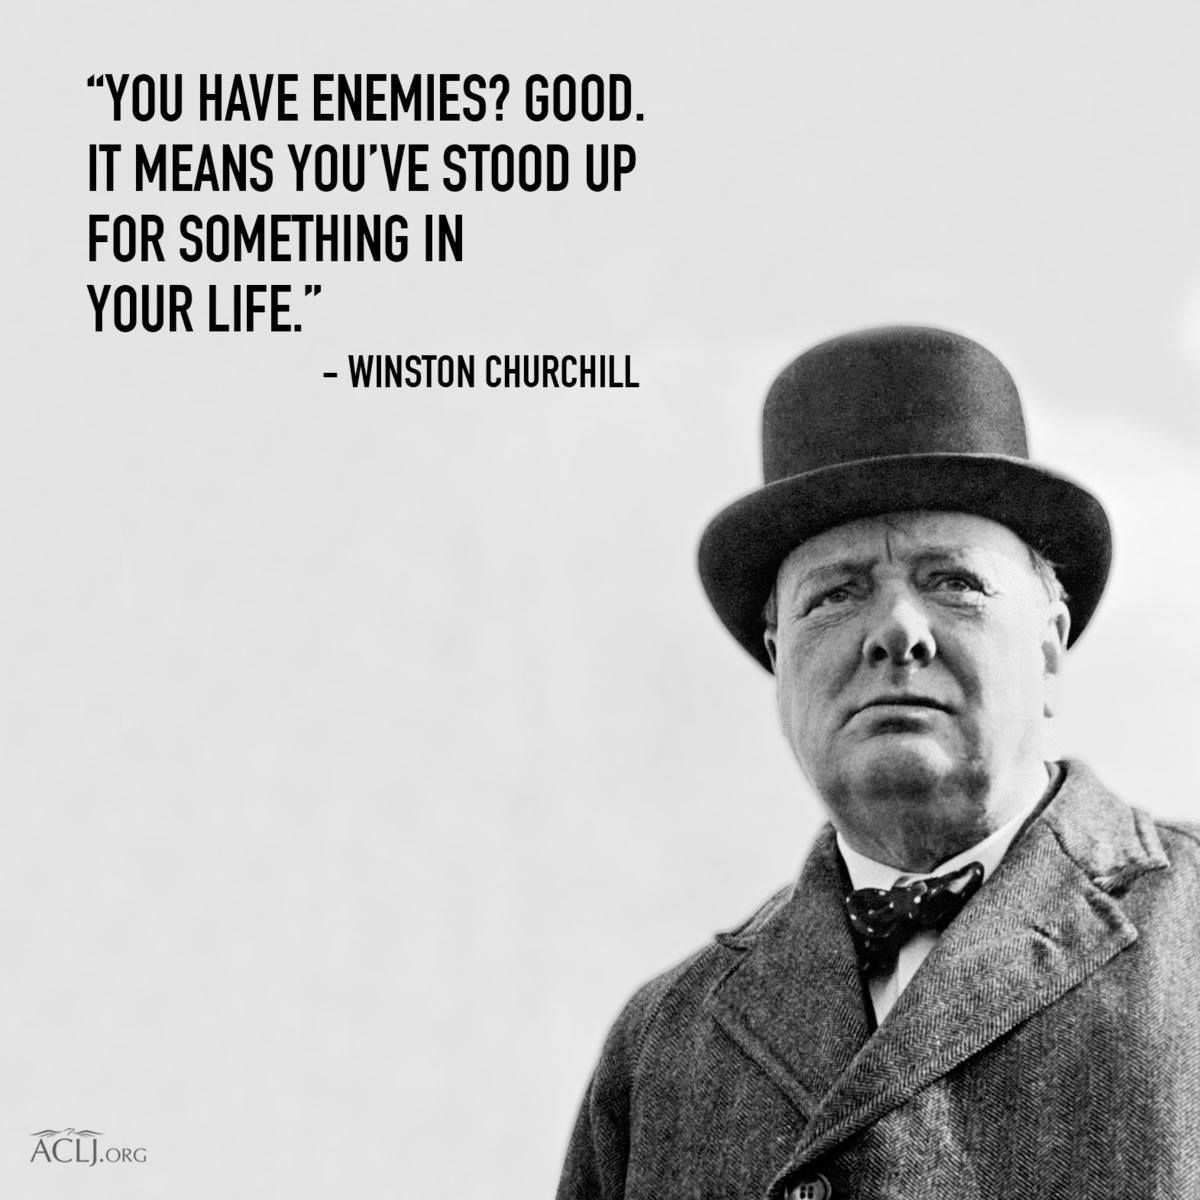 “YOU HAVE ENEMIES? GOOD.
IT MEANS YOU’VE STOOD UP
FOR SOMETHING IN
YOUR LIFE.”
– WINSTON CHURCHILL
ACLJ.ORG